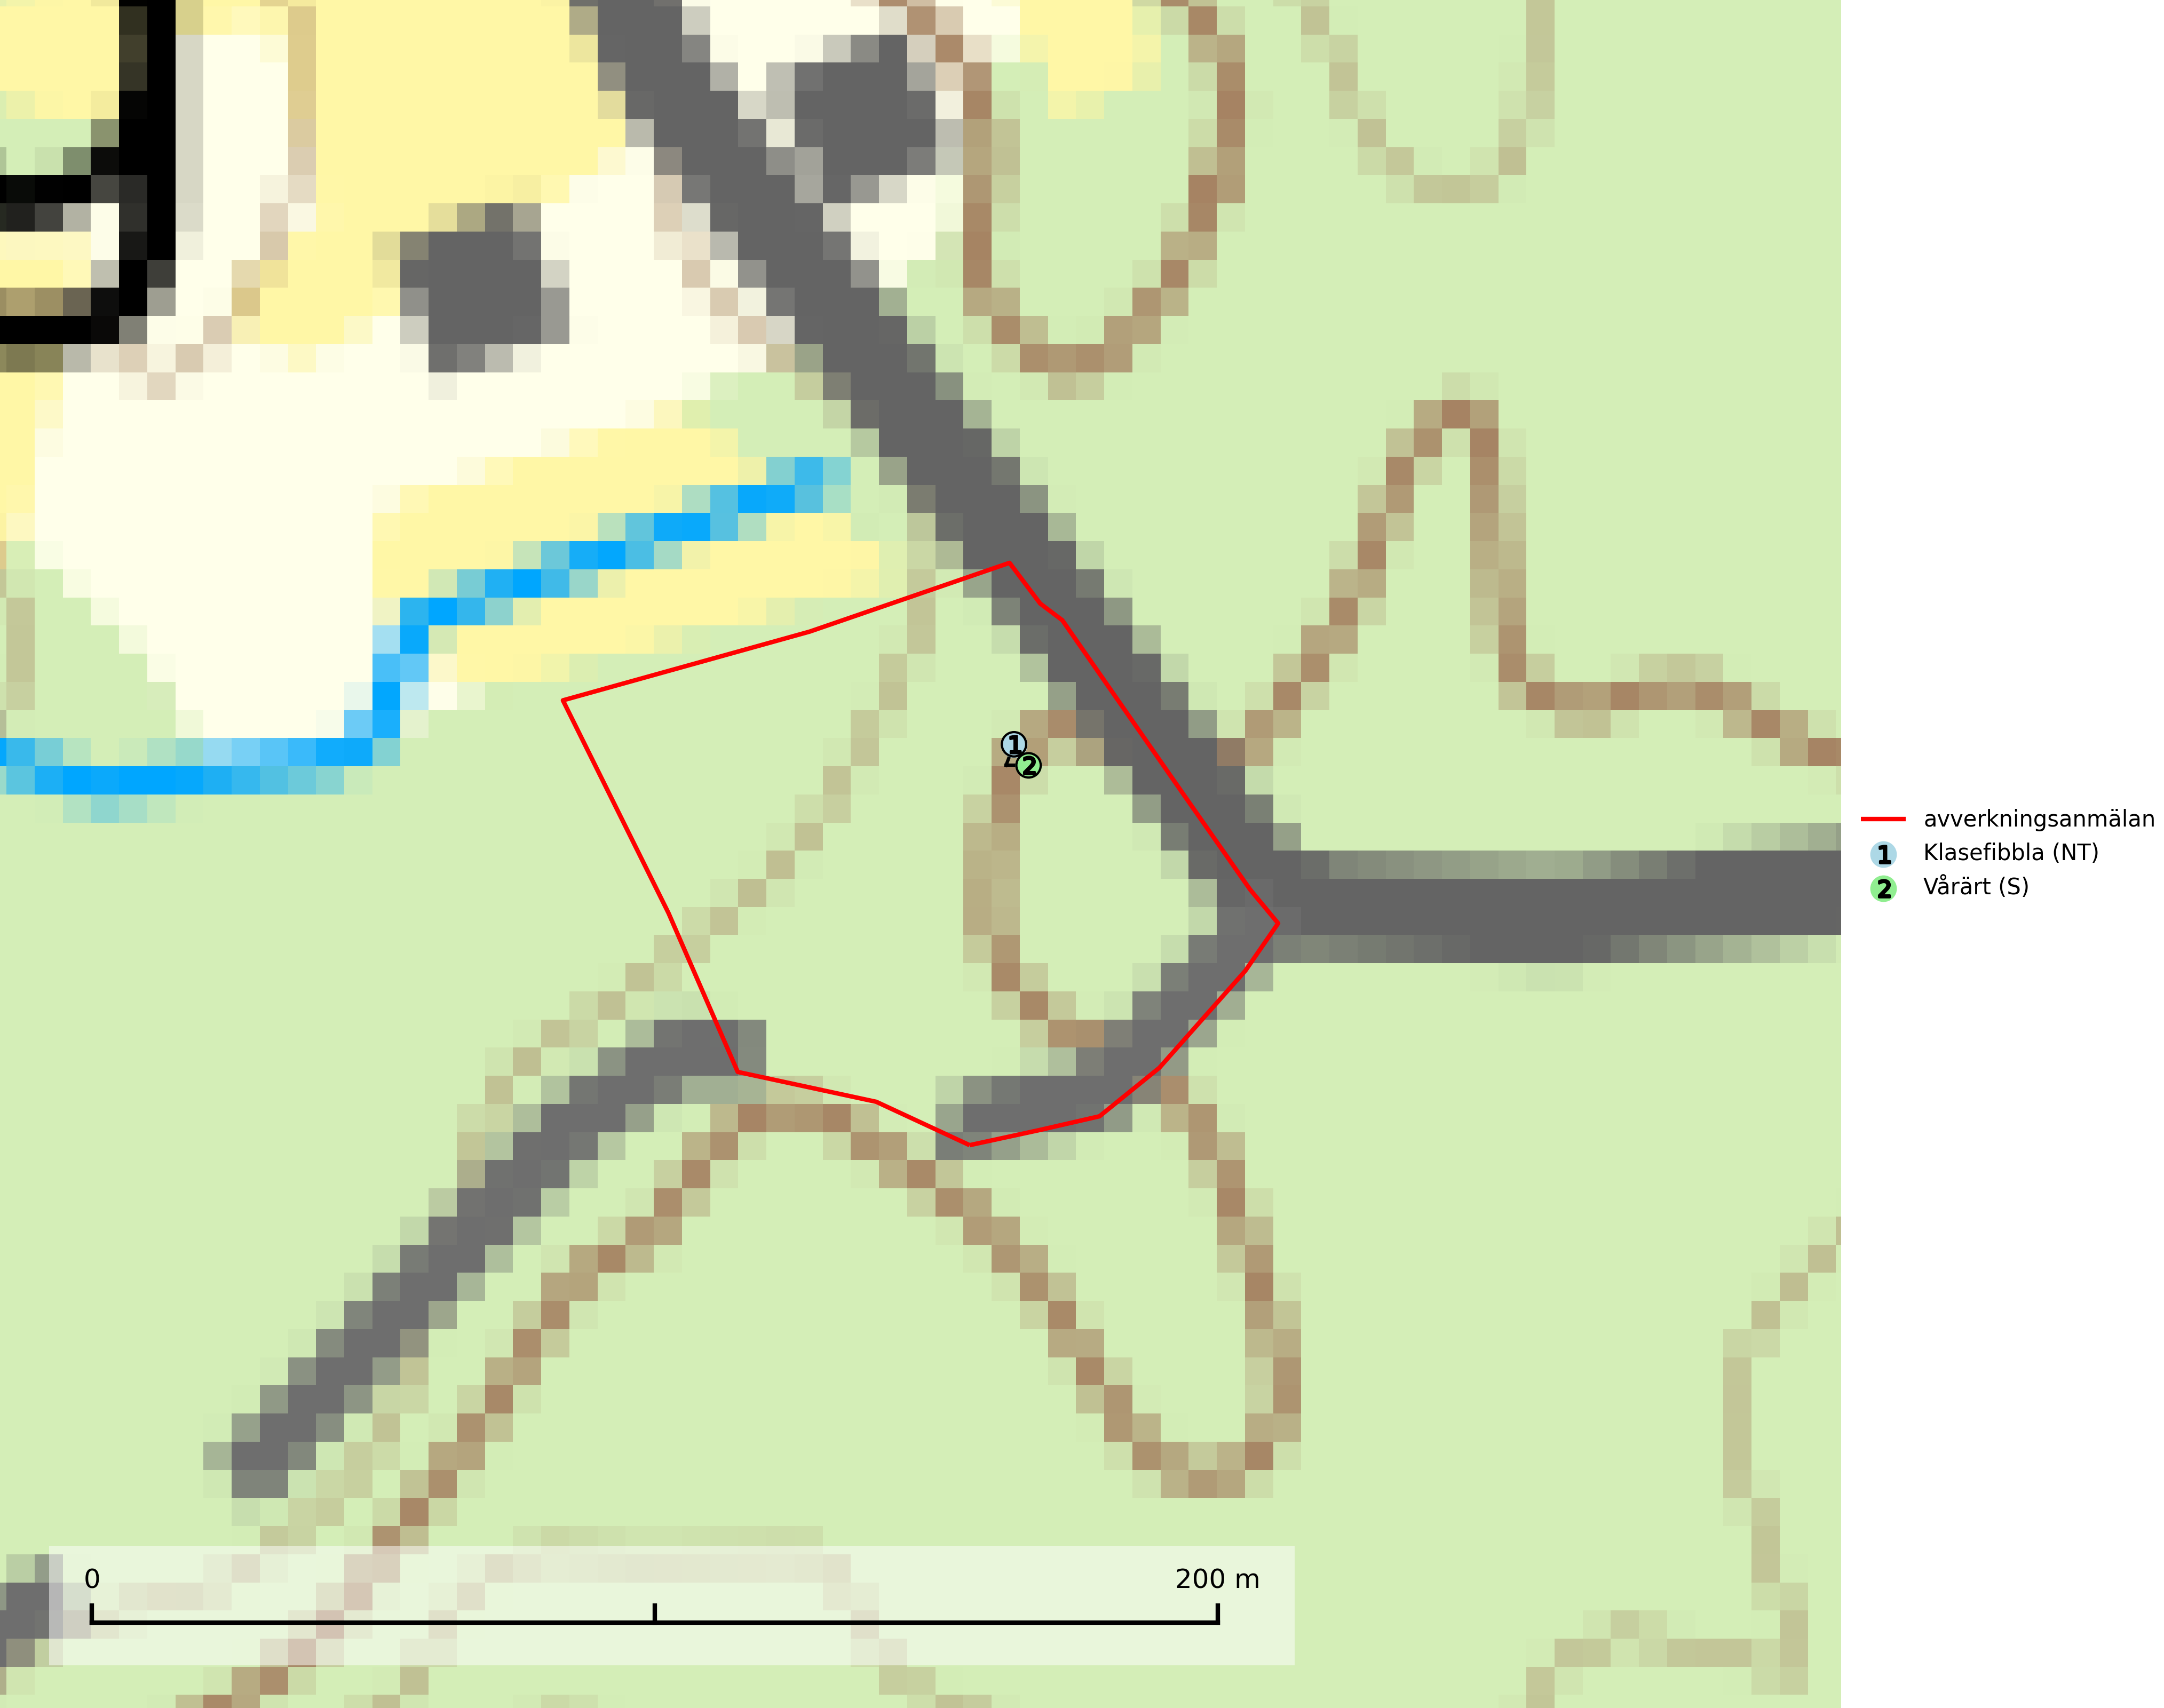 1
2
avverkningsanmälan
1 Klasefibbla (NT)
2 Vårärt (S)
0 200 m